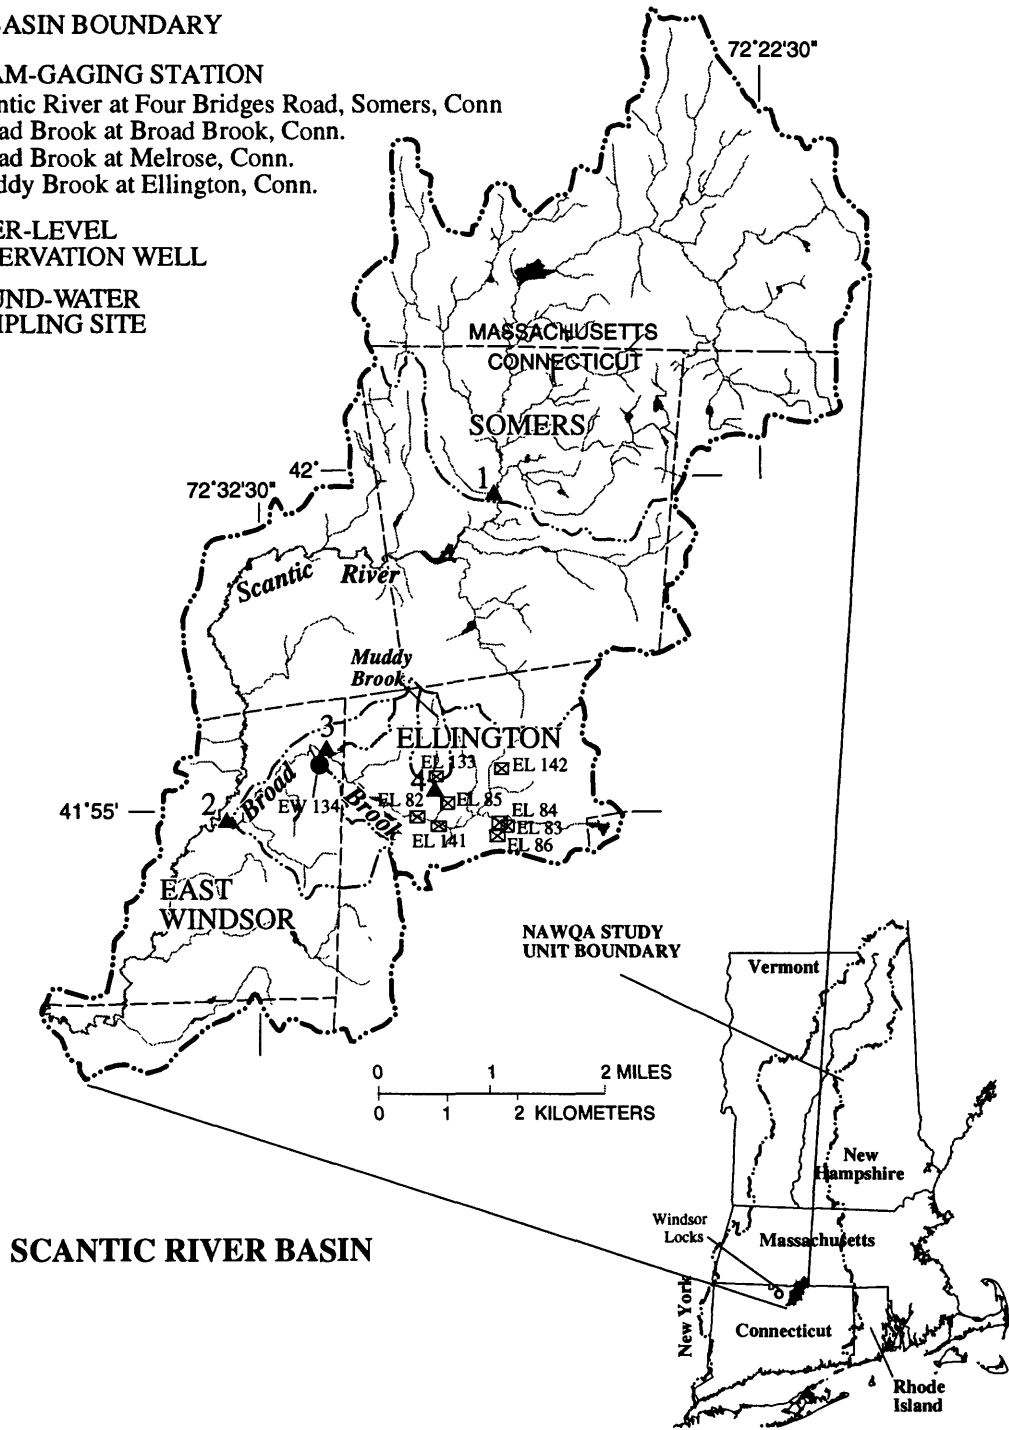 ASIN BOUNDARY
AM-GAGING STATION
ntic River at Four Bridges Road, Somers, Conn
ad Brook at Broad Brook, Conn.
ad Brook at Melrose, Conn.
ddy Brook at Ellington, Conn.
ER-LEVEL
ERVATION WELL
UND-WATER
MPLING SITE
72°22'30"
MASSACHUSETTS
CONNECTICUT
SOMERS
1
42°
72°32'30"
Scantic River
Muddy
Brook
ELLINGTON
3
EL 133
EL 142
4
2
Broad
Brook
EW 134
EL 82
EL 85
EL 84
EL 83
EL 141
EL 86
41°55'
EAST
WINDSOR
NAWQA STUDY
UNIT BOUNDARY
Vermont
0 1 2 MILES
0 1 2 KILOMETERS
New
Hampshire
Windsor
Locks
Massachusetts
SCANTIC RIVER BASIN
New York
Connecticut
Rhode
Island